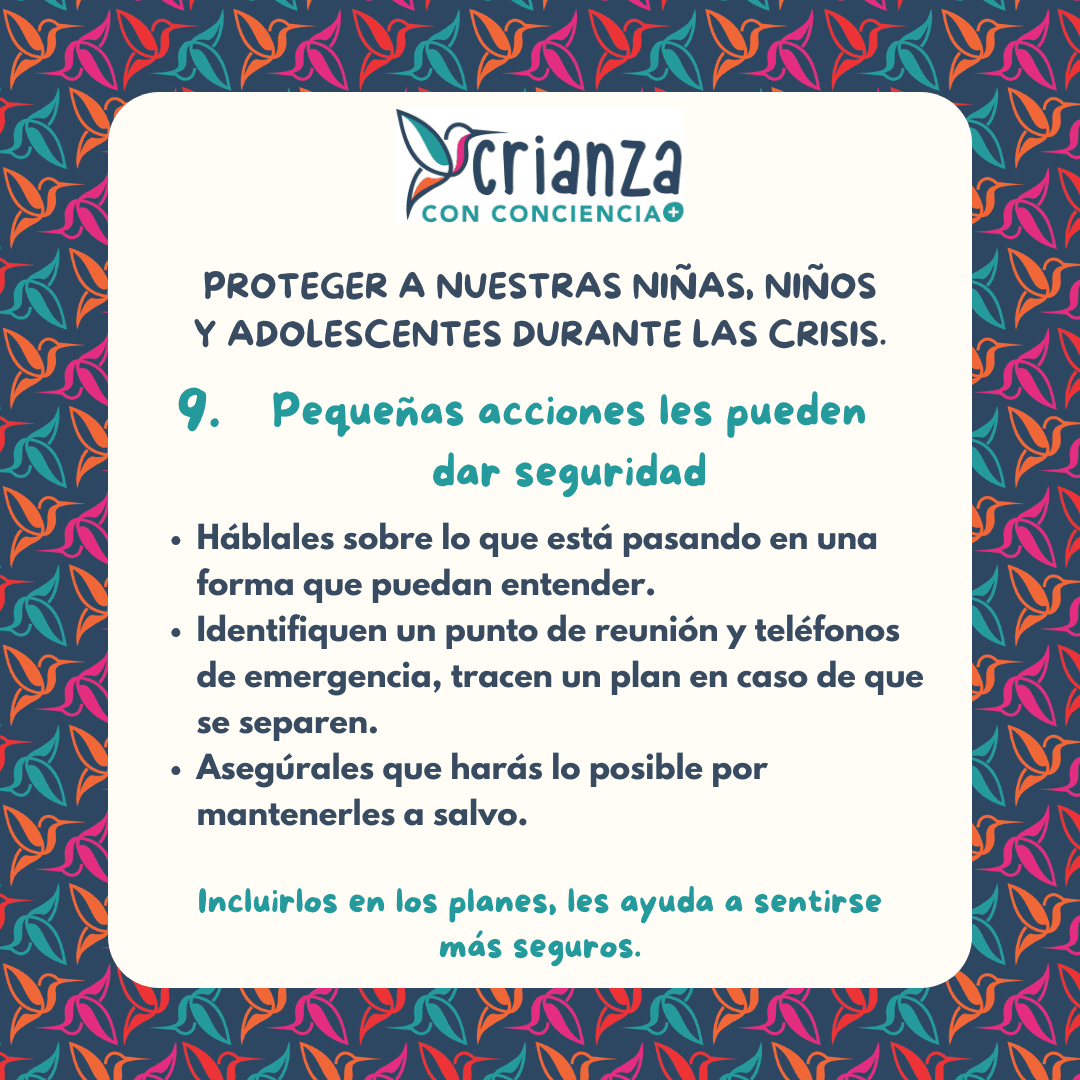 crianza
CON CONCIENCIA+
PROTEGER A NUESTRAS NIÑAS, NIÑOS
Y ADOLESCENTES DURANTE LAS CRISIS.
9. Pequeñas acciones les pueden
dar seguridad
• Háblales sobre lo que está pasando en una
forma que puedan entender.
• Identifiquen un punto de reunión y teléfonos
de emergencia, tracen un plan en caso de que
se separen.
• Asegúrales que harás lo posible por
mantenerles a salvo.
Incluirlos en los planes, les ayuda a sentirse
más seguros.